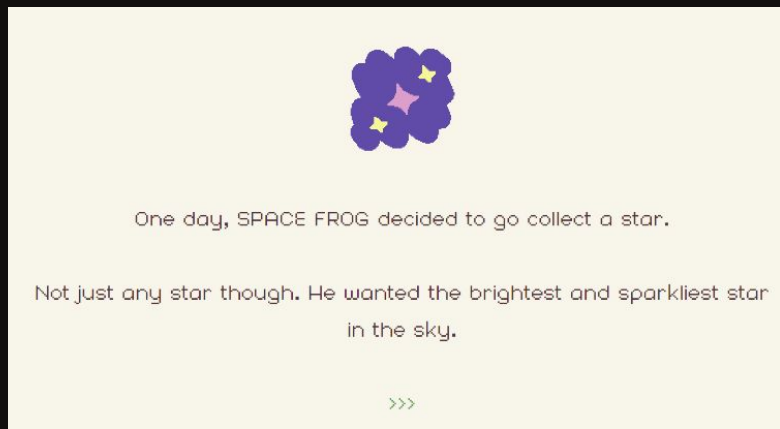 One day, SPACE FROG decided to go collect a star.
Not just any star though. He wanted the brightest and sparkliest star
in the sky.
>>>